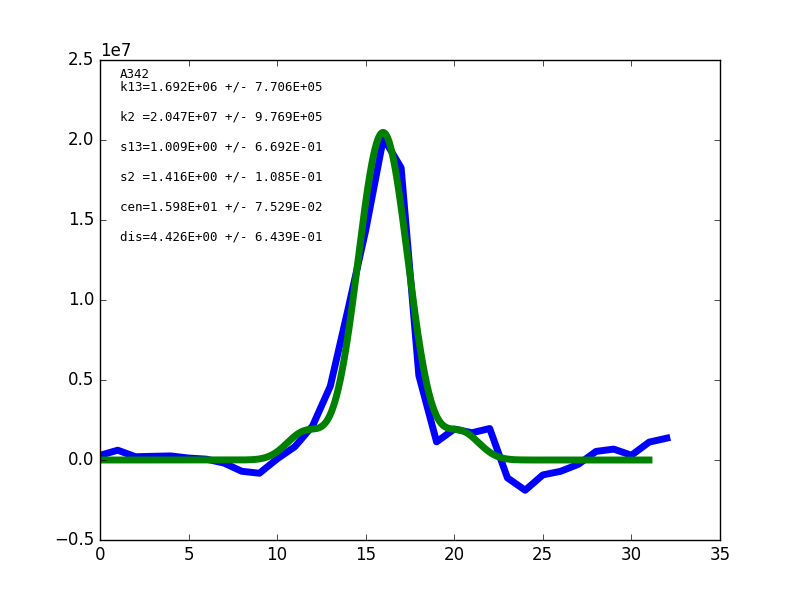 1e7
A342
k13=1.692E+06 +/- 7.706E+05
k2 =2.047E+07 +/- 9.769E+05
s13=1.009E+00 +/- 6.692E-01
s2 =1.416E+00 +/- 1.085E-01
cen=1.598E+01 +/- 7.529E-02
dis=4.426E+00 +/- 6.439E-01
2.5
2.0
1.5
1.0
0.5
0.0
−0.5
0 5 10 15 20 25 30 35